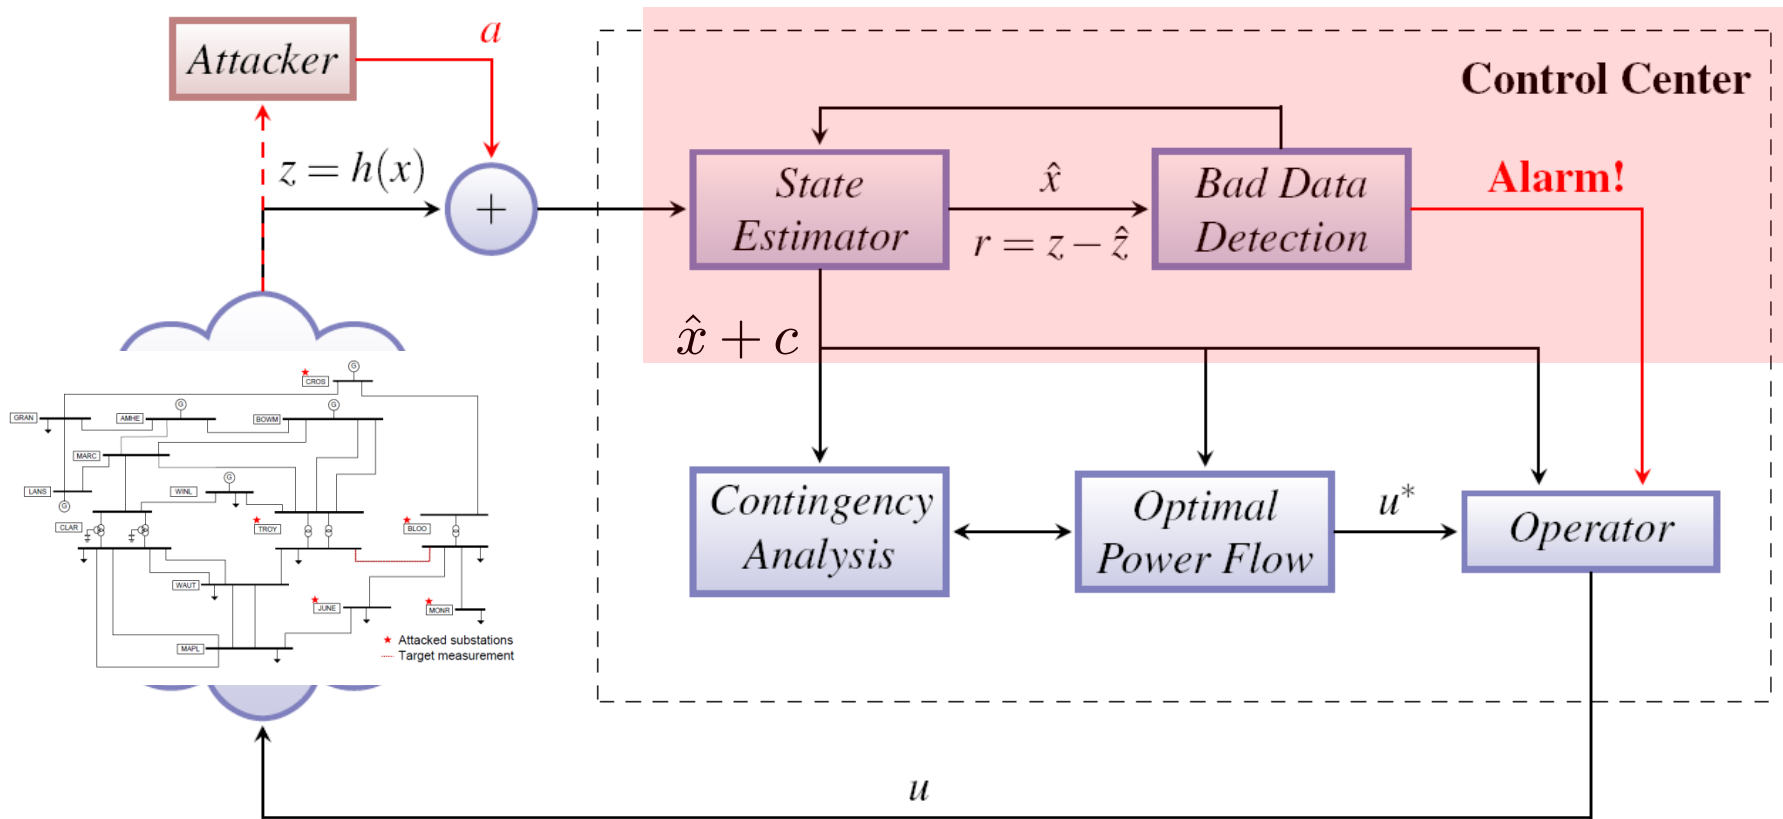 Attacker
a
Control Center
z = h(x)
+
State
Estimator
x̂
r = z − ẑ
Bad Data
Detection
Alarm!
x̂ + c
Contingency
Analysis
Optimal
Power Flow
u*
Operator
u
G
CROS
GRAN
G
AMHE
BOWM
G
MARC
LANS
G
WINL
G
CLAR
TROY
BLOO
WAUT
JUNE
MONR
MAPL
Attacked substations
Target measurement